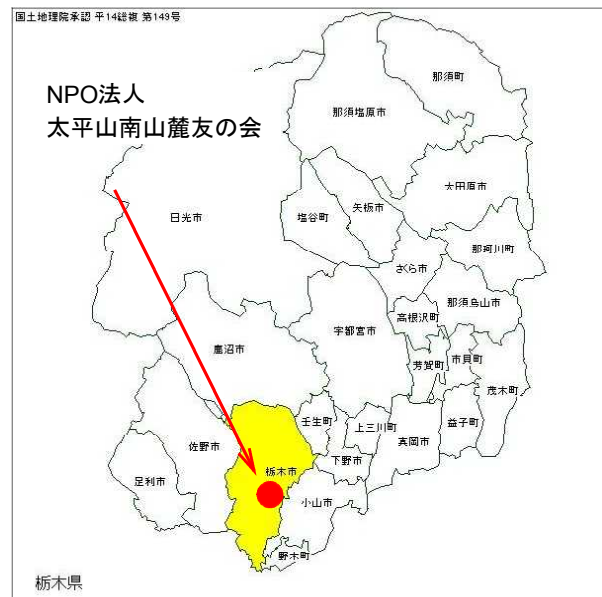 国土地理院承認 平14総複 第149号
NPO法人
太平山南山麓友の会
那須町
那須塩原市
大田原市
矢板市
塩谷町
日光市
那珂川町
さくら市
那須烏山市
高根沢町
宇都宮市
鹿沼市
芳賀町
市貝町
茂木町
壬生町
上三川町
益子町
真岡市
佐野市
下野市
栃木市
足利市
小山市
野木町
栃木県